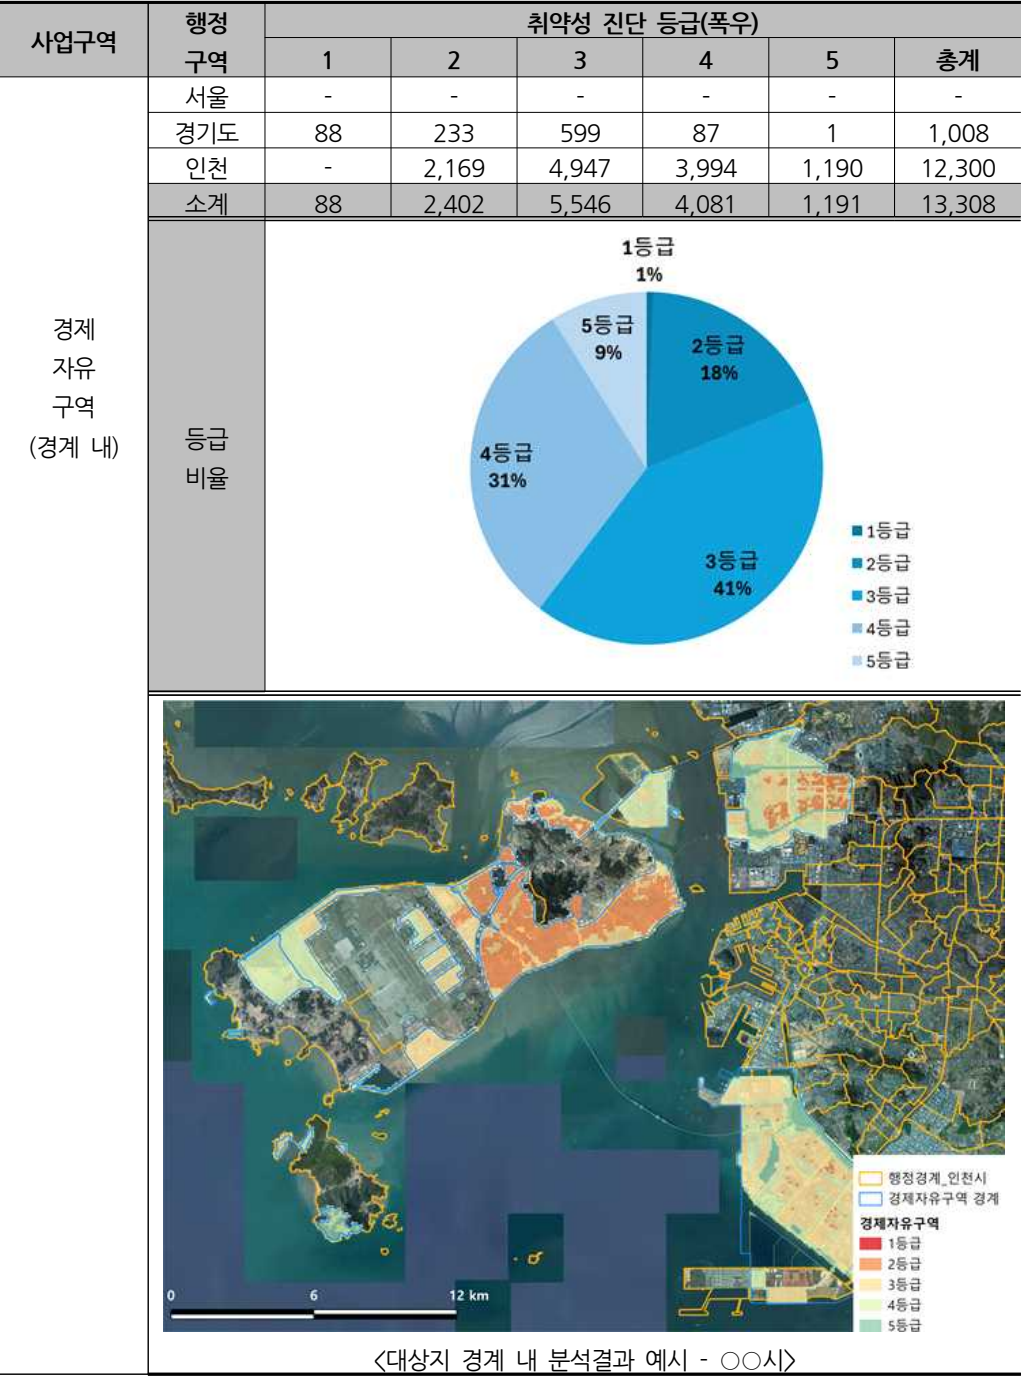 사업구역 행정 구역 취약성 진단 등급(폭우)
1 2 3 4 5 총계
경제
자유
구역
(경계 내)
서울 - - - - - -
경기도 88 233 599 87 1 1,008
인천 - 2,169 4,947 3,994 1,190 12,300
소계 88 2,402 5,546 4,081 1,191 13,308
등급
비율
1등급
1%
5등급
9%
2등급
18%
4등급
31%
3등급
41%
1등급
2등급
3등급
4등급
5등급
행정경계_인천시
경제자유구역 경계
경제자유구역
1등급
2등급
3등급
4등급
5등급
0 6 12 km
<대상지 경계 내 분석결과 예시 - ○○시>